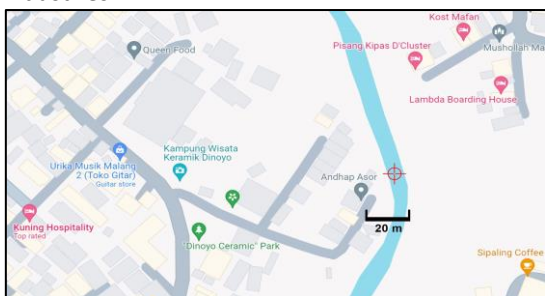 Kost Mafan
Queen Food
Pisang Kipas D'Cluster
Mushollah Ma
Lambda Boarding House
Kampung Wisata
Keramik Dinoyo
Urika Musik Malang
2 (Toko Gitar)
Guitar store
Andhap Asor
Kuning Hospitality
Top rated
20 m
"Dinoyo Ceramic" Park
Sipaling Coffee